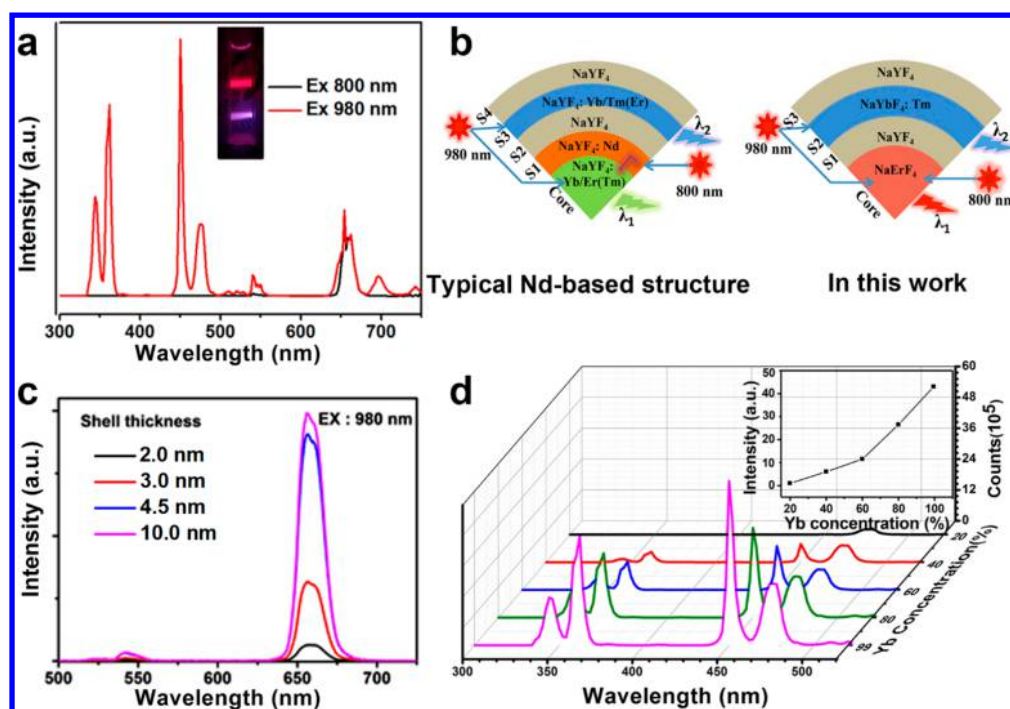 a
Ex 800 nm
Ex 980 nm
Intensity (a.u.)
300 400 500 600 700
Wavelength (nm)
b
NaYF4
NaYF4: Yb/Tm(Er)
NaYF4
NaYF4: Nd
NaYF4:
Yb/Er(Tm)
S4
S3
S2
S1
Core
980 nm
800 nm
λ2
λ1
Typical Nd-based structure
NaYF4
NaYbF4: Tm
NaYF4
NaErF4
S3
S2
S1
Core
980 nm
800 nm
λ2
λ1
In this work
c
EX : 980 nm
Shell thickness
2.0 nm
3.0 nm
4.5 nm
10.0 nm
Intensity (a.u.)
500 550 600 650 700
Wavelength (nm)
d
Intensity (a.u.)
50
40
30
20
10
0
20 40 60 80 100
Yb concentration (%)
60
48
36
24
12
0
Counts(10^5)
20
40
60
80
99
Yb Concentration(%)
300 350 400 450 500
Wavelength (nm)